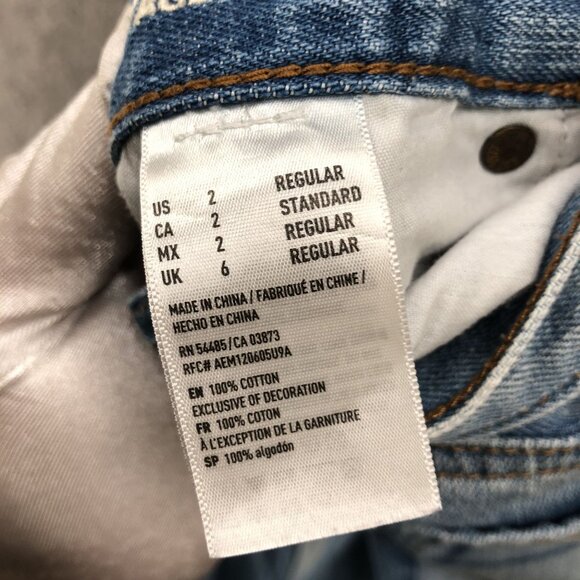 US 2 REGULAR
CA 2 STANDARD
MX 2 REGULAR
UK 6 REGULAR
MADE IN CHINA / FABRIQUÉ EN CHINE /
HECHO EN CHINA
RN 54485 / CA 03873
RFC# AEM120605U9A
EN 100% COTTON
EXCLUSIVE OF DECORATION
FR 100% COTON
À L'EXCEPTION DE LA GARNITURE
SP 100% algodón